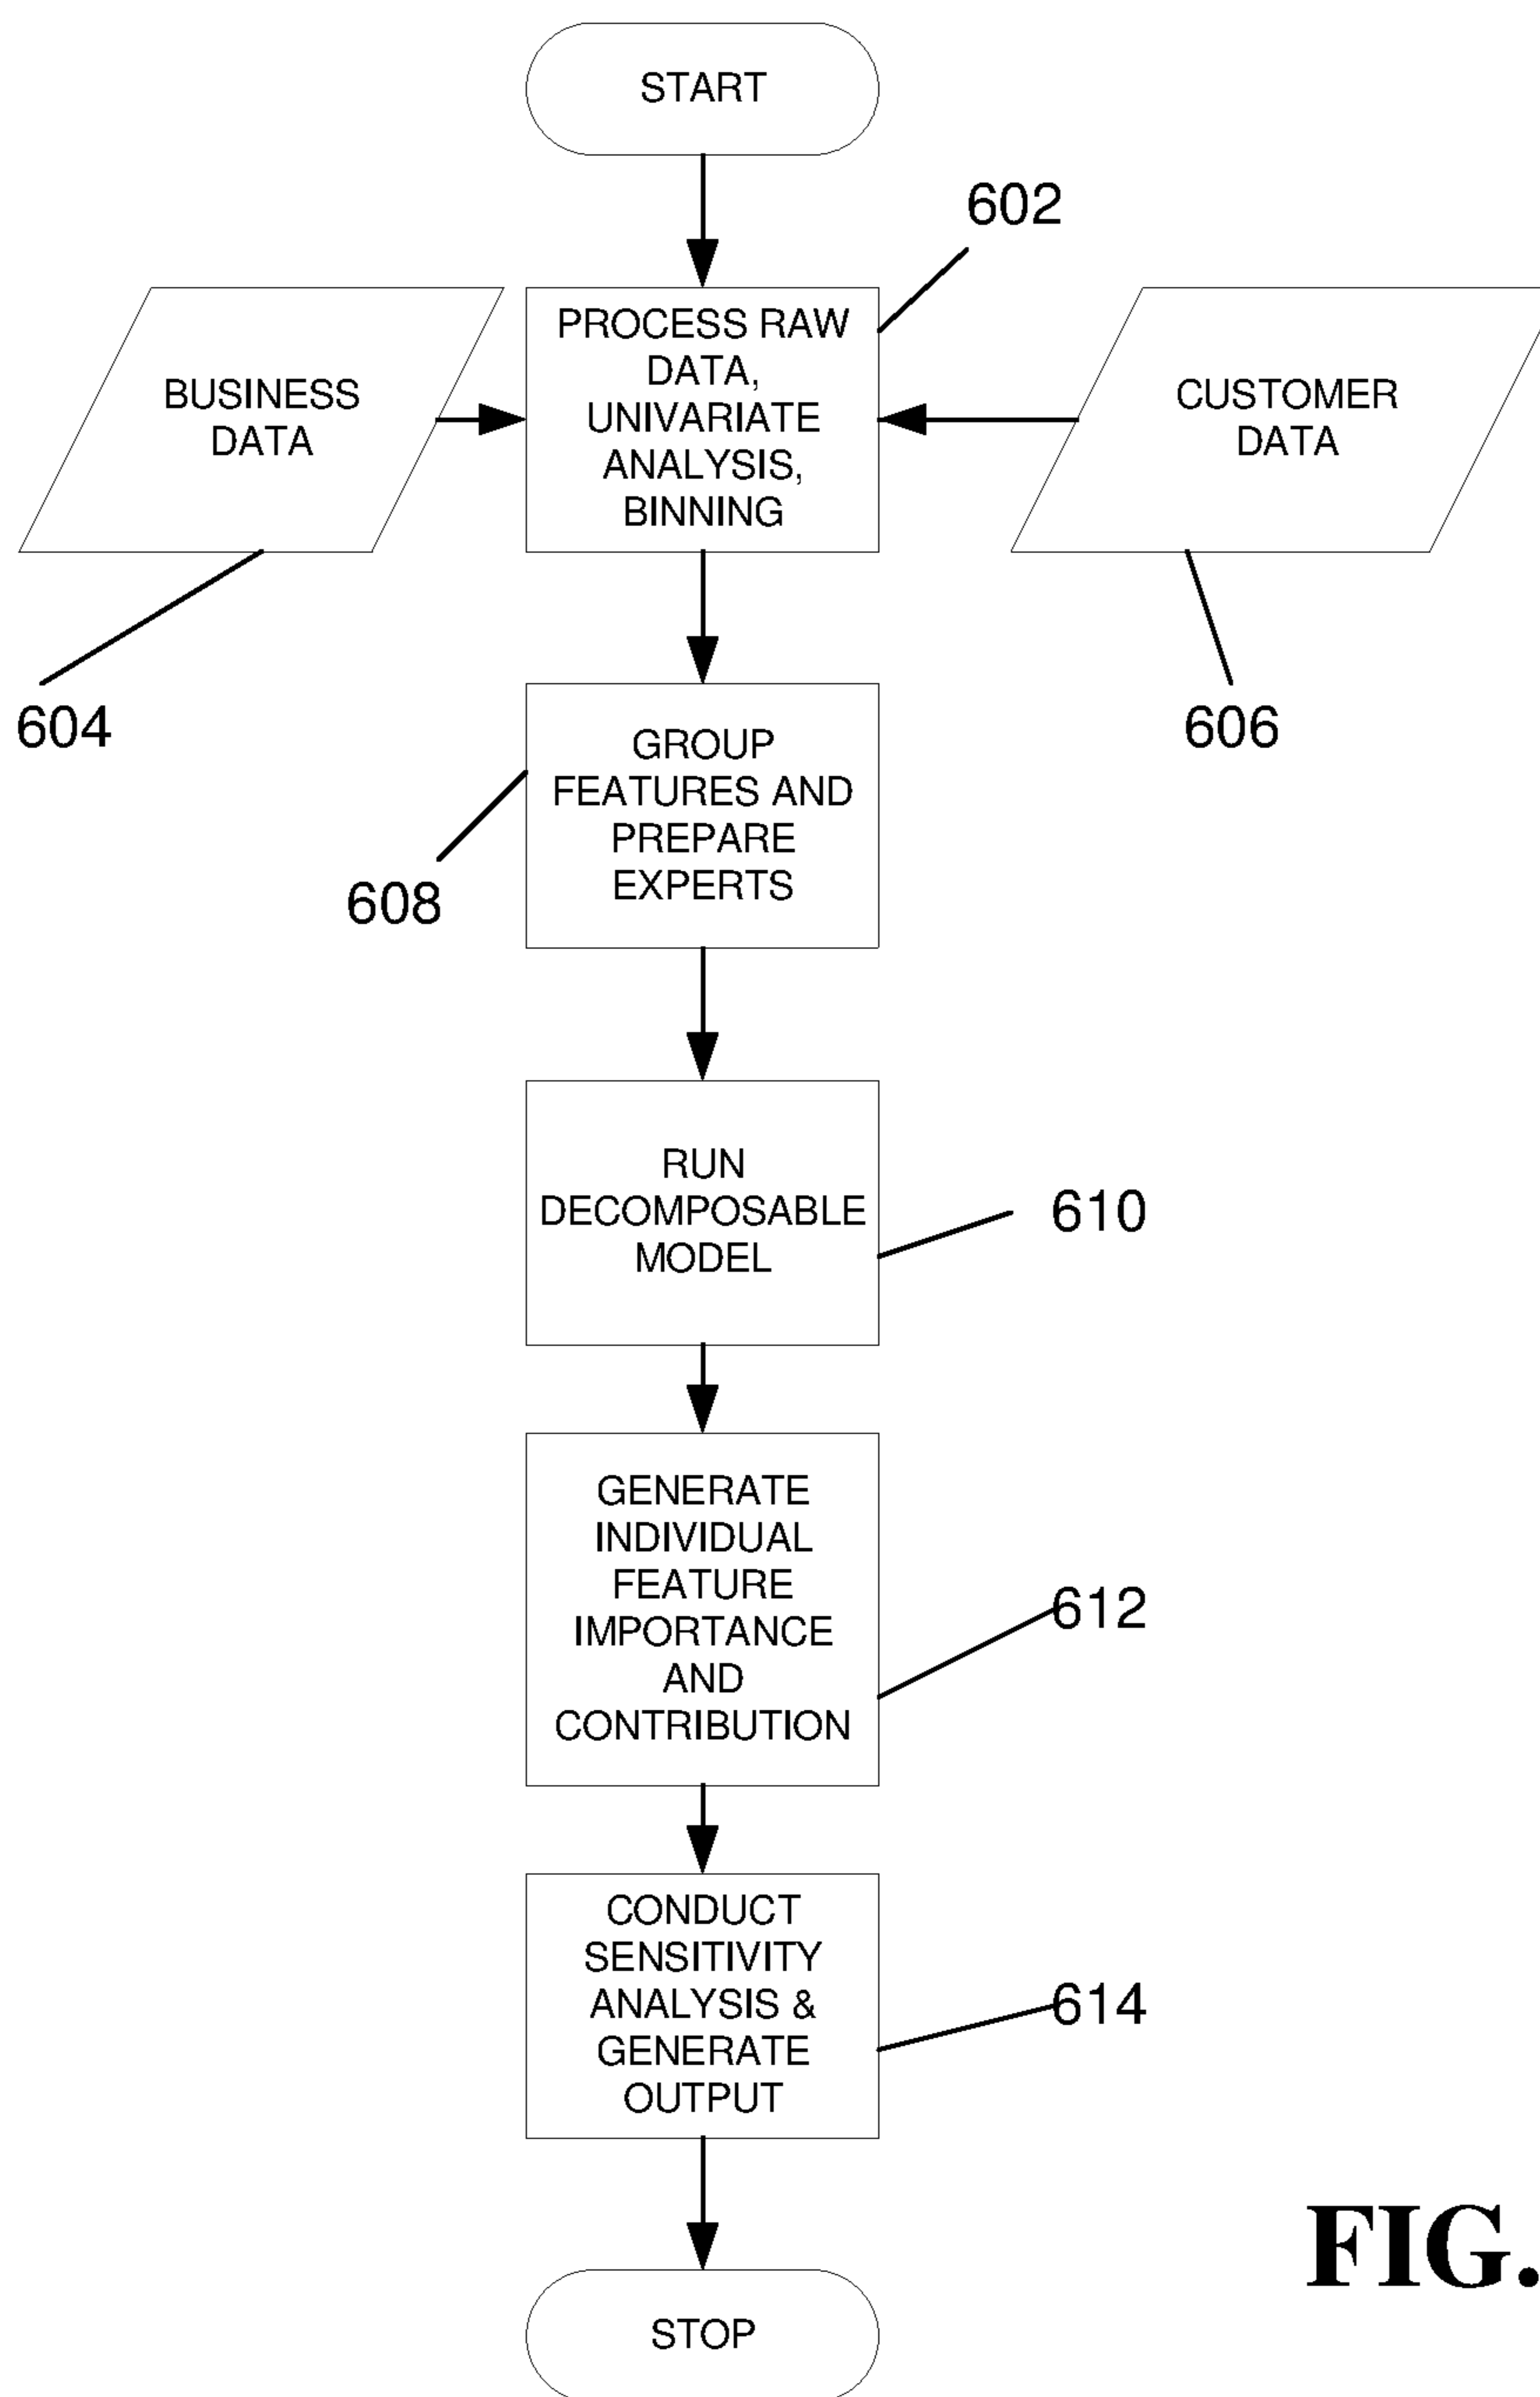 START
602
PROCESS RAW
DATA,
UNIVARIATE
ANALYSIS,
BINNING
BUSINESS
DATA
CUSTOMER
DATA
604
606
GROUP
FEATURES AND
PREPARE
EXPERTS
608
RUN
DECOMPOSABLE
MODEL
610
GENERATE
INDIVIDUAL
FEATURE
IMPORTANCE
AND
CONTRIBUTION
612
CONDUCT
SENSITIVITY
ANALYSIS &
GENERATE
OUTPUT
614
FIG.
STOP